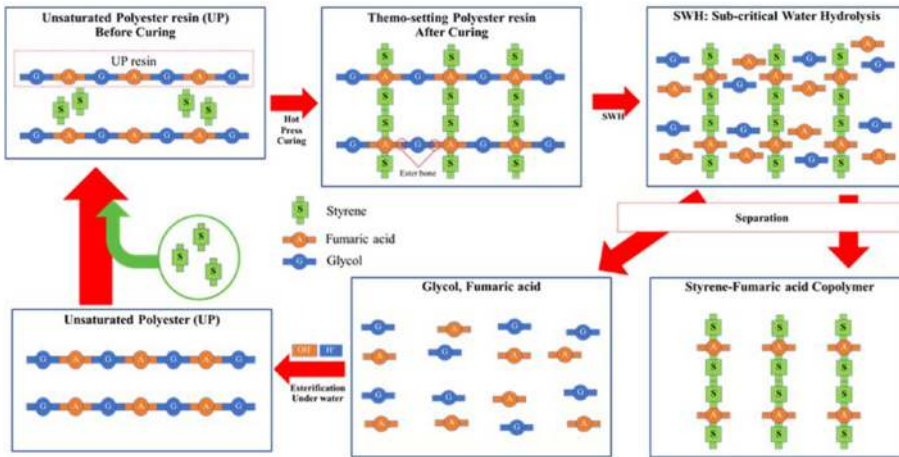 Unsaturated Polyester resin (UP)
Before Curing
UP resin
G A G A G A G
S S S S
G A G A G A G
Hot
Press
Curing
Themo-setting Polyester resin
After Curing
S S S
G A G A G A G
S S S
S S S
G A G A G A G
S S S
Ester bone
SWH
SWH: Sub-critical Water Hydrolysis
A
G S A S G S G
A A A
A G A A
S S S
S S S
G G A G
A A A
A A G A
S S S
S Styrene
A Fumaric acid
G Glycol
Separation
S
S
S
Unsaturated Polyester (UP)
G A G A G A G
G A G A G A G
OH H
Esterification
Under water
Glycol, Fumaric acid
G A G G
A G A A
G G A G
A A G A
Styrene-Fumaric acid Copolymer
S S S
A A A
S S S
S S S
A A A
S S S